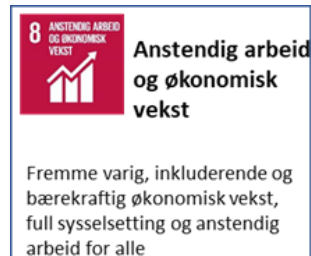 8 ANSTENDIG ARBEID
OG ØKONOMISK
VEKST
Anstendig arbeid
og økonomisk
vekst
Fremme varig, inkluderende og
bærekraftig økonomisk vekst,
full sysselsetting og anstendig
arbeid for alle